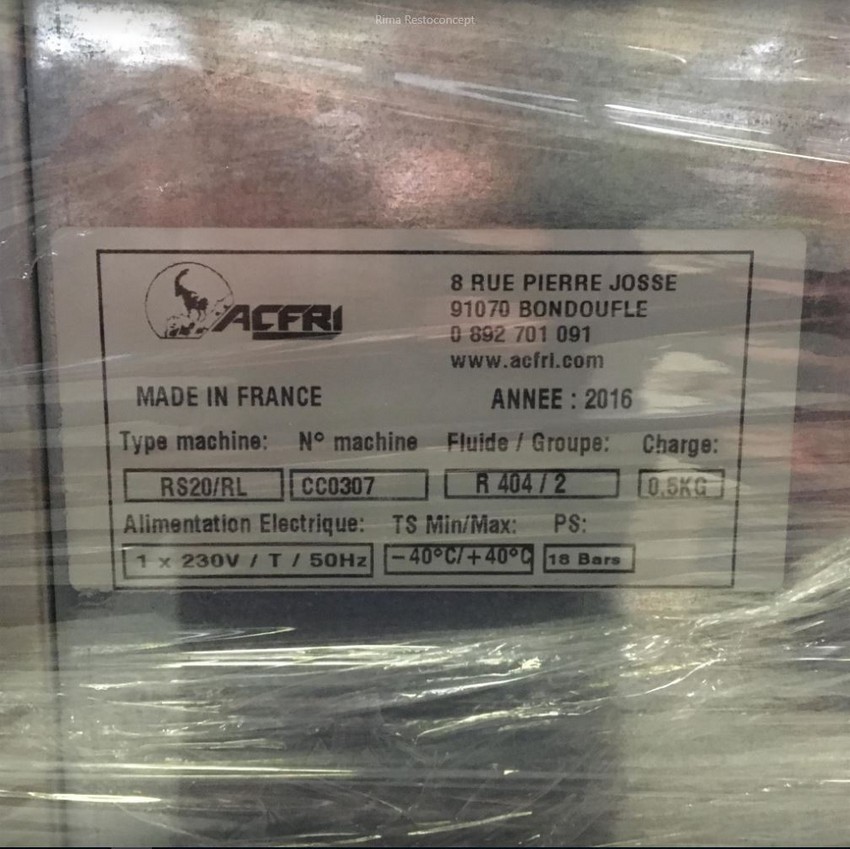 Rima Restoconcept
ACFRI
8 RUE PIERRE JOSSE
91070 BONDOUFLE
0 892 701 091
www.acfri.com
MADE IN FRANCE ANNEE : 2016
Type machine: N° machine Fluide / Groupe: Charge:
RS20/RL CC0307 R 404 / 2 0.5KG
Alimentation Electrique: TS Min/Max: PS:
1 x 230V / T / 50Hz -40°C/+40°C 18 Bars